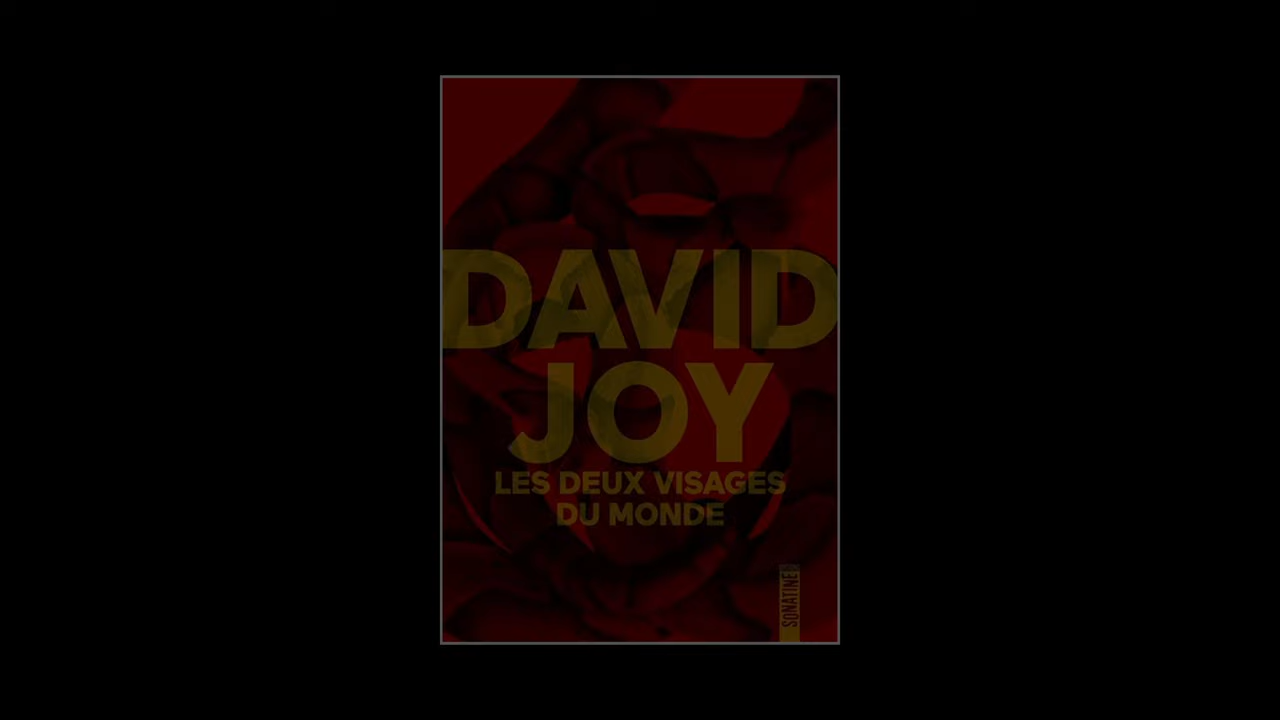 DAVID
JOY
LES DEUX VISAGES
DU MONDE
SONATINE